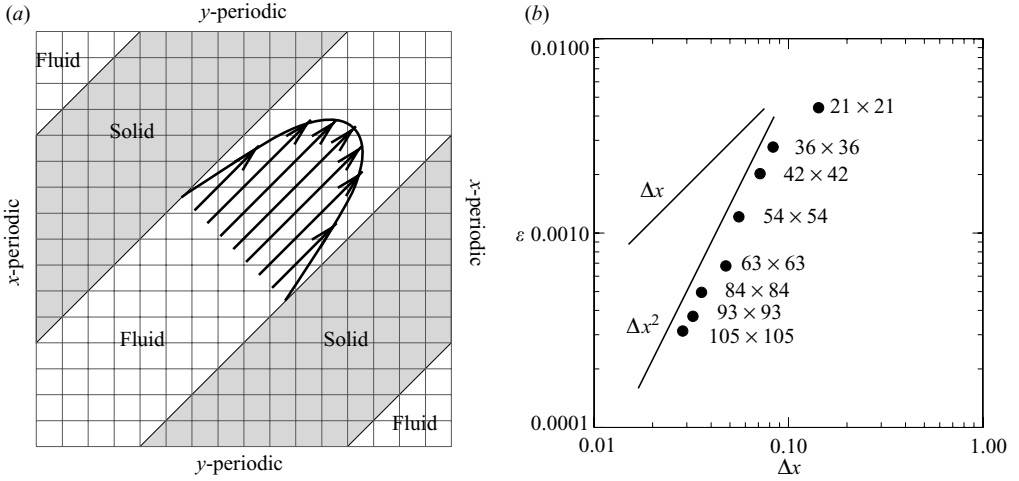 (a)
y-periodic
Fluid
Solid
x-periodic
x-periodic
Fluid
Solid
Fluid
y-periodic
(b)
0.0100
21 × 21
36 × 36
Δx
42 × 42
54 × 54
ε 0.0010
63 × 63
84 × 84
Δx²
93 × 93
105 × 105
0.0001
0.01 0.10 1.00
Δx